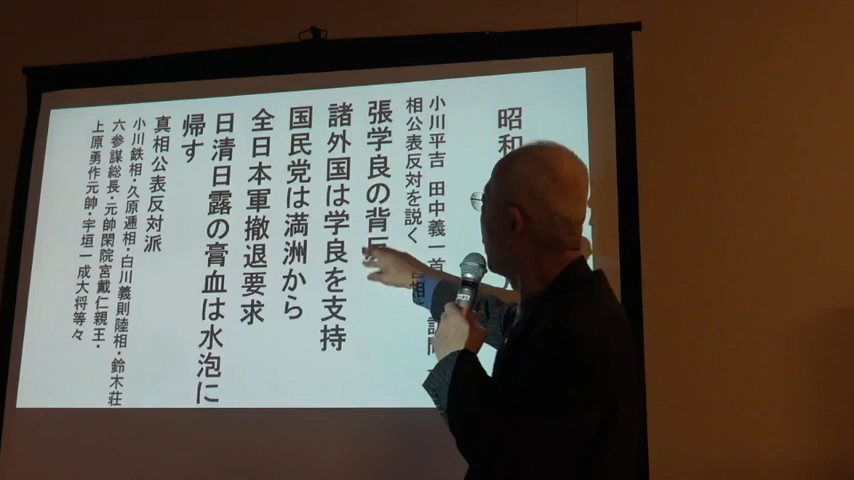 昭和
小川平吉 田中義一首相 訪問
相公表反対を説く
張学良の背反
諸外国は学良を支持
国民党は満洲から
全日本軍撤退要求
日清日露の膏血は水泡に
帰す
真相公表反対派
小川鉄相・久原逓相・白川義則陸相・鈴木荘
六参謀総長・元帥閑院宮戴仁親王・
上原勇作元帥・宇垣一成大将等々